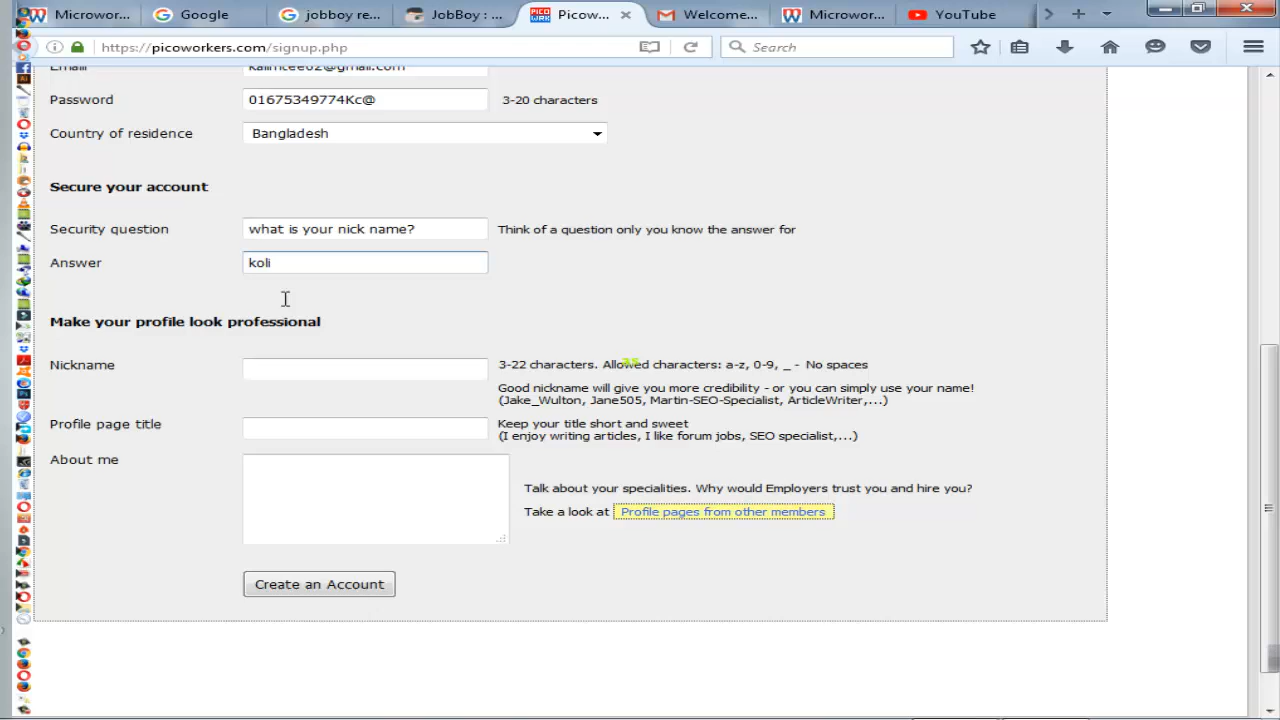 Microwor...
Google
jobboy re...
JobBoy : ...
Picow...
Welcome...
Microwor...
YouTube
https://picoworkers.com/signup.php
Search
Email
kalincee62@gmail.com
Password
01675349774Kc@
3-20 characters
Country of residence
Bangladesh
Secure your account
Security question
what is your nick name?
Think of a question only you know the answer for
Answer
koli
Make your profile look professional
Nickname
3-22 characters. Allowed characters: a-z, 0-9, _ - No spaces
Good nickname will give you more credibility - or you can simply use your name!
(Jake_Wulton, Jane505, Martin-SEO-Specialist, ArticleWriter,...)
Profile page title
Keep your title short and sweet
(I enjoy writing articles, I like forum jobs, SEO specialist,...)
About me
Talk about your specialities. Why would Employers trust you and hire you?
Take a look at Profile pages from other members
Create an Account